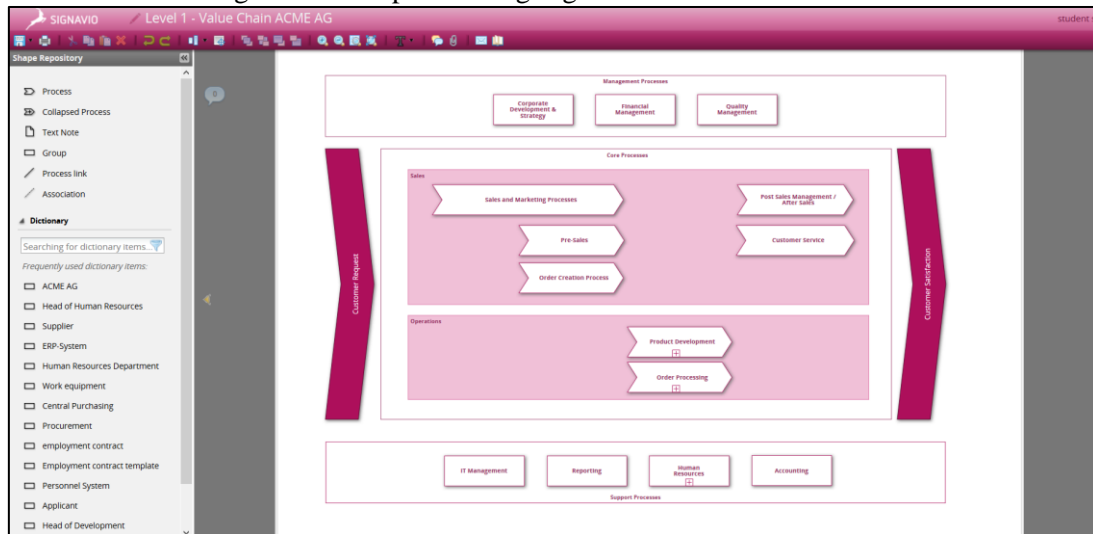 SIGNAVIO
Level 1 - Value Chain ACME AG
student
Shape Repository
Process
Collapsed Process
Text Note
Group
Process link
Association
Dictionary
Searching for dictionary items...
Frequently used dictionary items:
ACME AG
Head of Human Resources
Supplier
ERP-System
Human Resources Department
Work equipment
Central Purchasing
Procurement
employment contract
Employment contract template
Personnel System
Applicant
Head of Development
0
Management Processes
Corporate
Development &
Strategy
Financial
Management
Quality
Management
Customer Request
Core Processes
Sales
Sales and Marketing Processes
Post Sales Management /
After Sales
Pre-Sales
Customer Service
Order Creation Process
Operations
Product Development
Order Processing
Customer Satisfaction
IT Management
Reporting
Human
Resources
Accounting
Support Processes